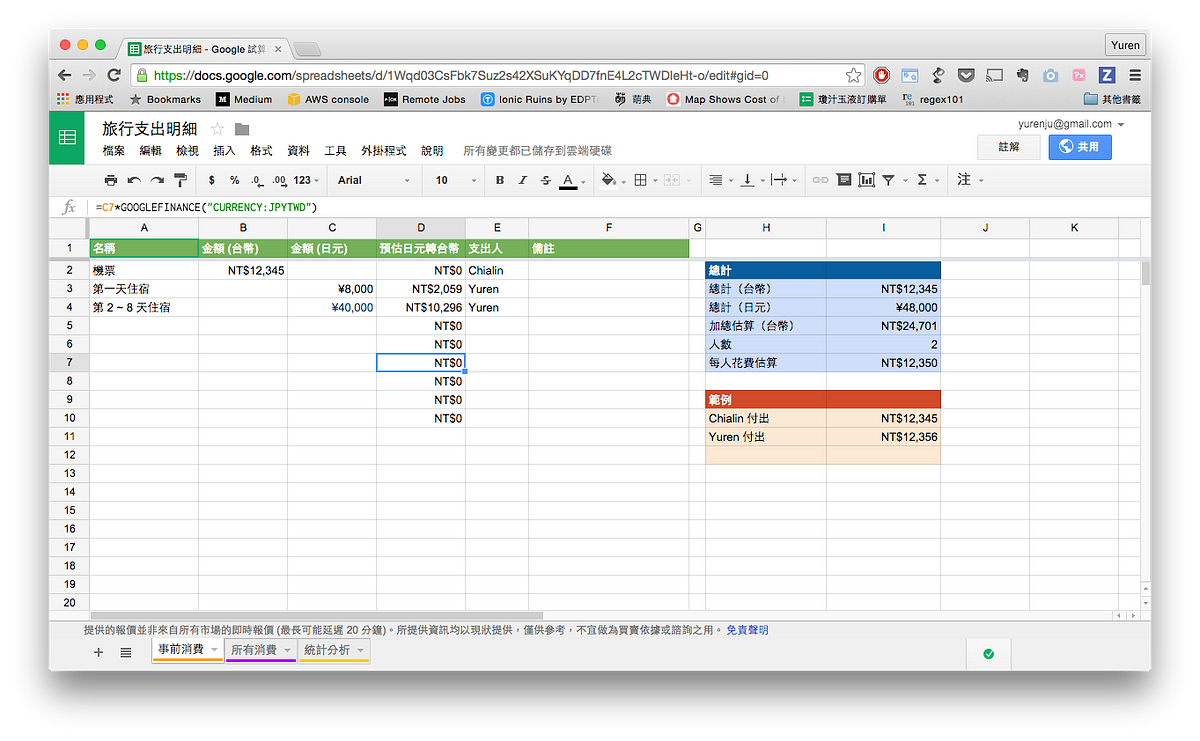 旅行支出明細 - Google 試算
Yuren
https://docs.google.com/spreadsheets/d/1Wqd03CsFbk7Suz2s42XSuKYqDD7fnE4L2cTWDIeHt-o/edit#gid=0
應用程式 Bookmarks Medium AWS console Remote Jobs Ionic Ruins by EDPT 萌典 Map Shows Cost of 瓊汁玉液訂購單 regex101 其他書籤
旅行支出明細 yurenju@gmail.com
檔案 編輯 檢視 插入 格式 資料 工具 外掛程式 說明 所有變更都已儲存到雲端硬碟 註解 共用
$ % .0 .00 123 Arial 10 B I S A Σ 注
fx =C7*GOOGLEFINANCE("CURRENCY:JPYTWD")
A B C D E F G H I J K
1 名稱 金額 (台幣) 金額 (日元) 預估日元轉台幣 支出人 備註
2 機票 NT$12,345 NT$0 Chialin 總計
3 第一天住宿 ¥8,000 NT$2,059 Yuren 總計（台幣） NT$12,345
4 第 2 ~ 8 天住宿 ¥40,000 NT$10,296 Yuren 總計（日元） ¥48,000
5 NT$0 加總估算（台幣） NT$24,701
6 NT$0 人數 2
7 NT$0 每人花費估算 NT$12,350
8 NT$0
9 NT$0 範例
10 NT$0 Chialin 付出 NT$12,345
11 Yuren 付出 NT$12,356
12
13
14
15
16
17
18
19
20
提供的報價並非來自所有市場的即時報價 (最長可能延遲 20 分鐘)。所提供資訊均以現狀提供，僅供參考，不宜做為買賣依據或諮詢之用。 免責聲明
事前消費 所有消費 統計分析